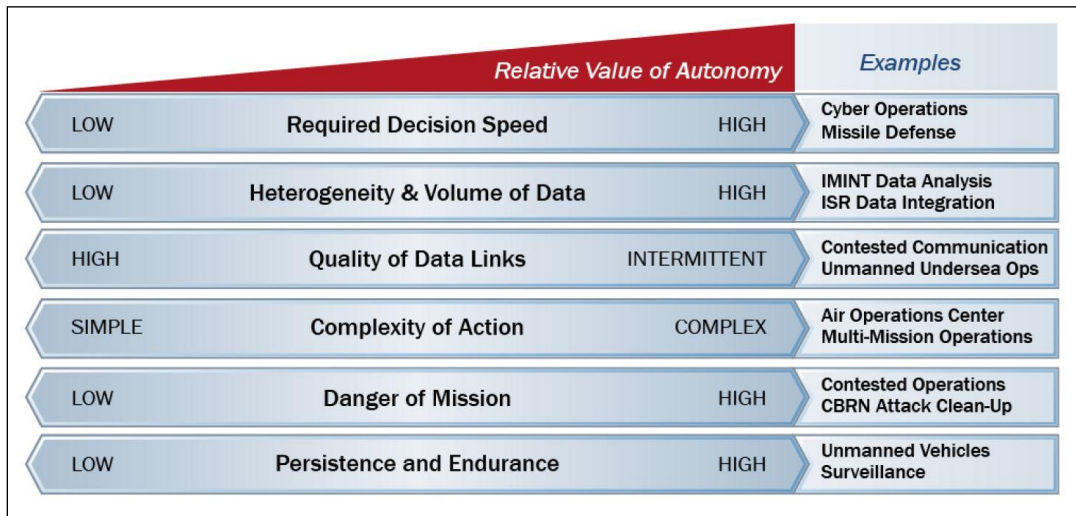 Relative Value of Autonomy
Examples
LOW Required Decision Speed HIGH
Cyber Operations
Missile Defense
LOW Heterogeneity & Volume of Data HIGH
IMINT Data Analysis
ISR Data Integration
HIGH Quality of Data Links INTERMITTENT
Contested Communication
Unmanned Undersea Ops
SIMPLE Complexity of Action COMPLEX
Air Operations Center
Multi-Mission Operations
LOW Danger of Mission HIGH
Contested Operations
CBRN Attack Clean-Up
LOW Persistence and Endurance HIGH
Unmanned Vehicles
Surveillance